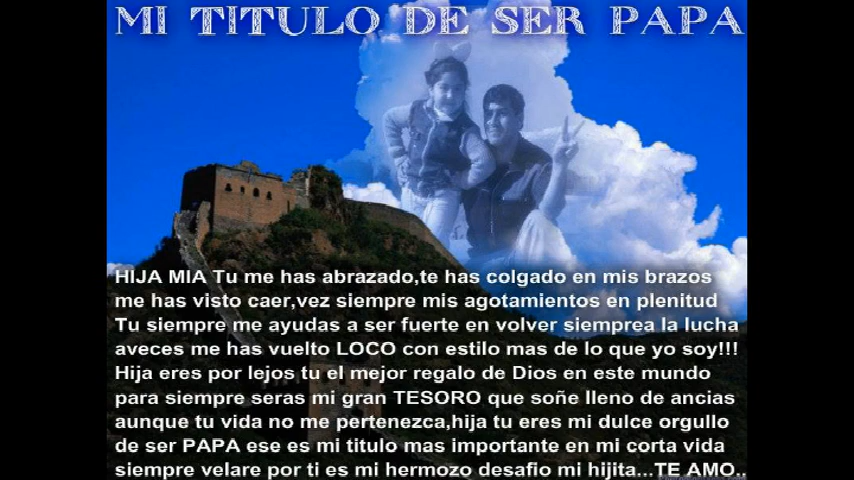 MI TITULO DE SER PAPA
HIJA MIA Tu me has abrazado,te has colgado en mis brazos
me has visto caer,vez siempre mis agotamientos en plenitud
Tu siempre me ayudas a ser fuerte en volver siemprea la lucha
aveces me has vuelto LOCO con estilo mas de lo que yo soy!!!
Hija eres por lejos tu el mejor regalo de Dios en este mundo
para siempre seras mi gran TESORO que soñe lleno de ancias
aunque tu vida no me pertenezca,hija tu eres mi dulce orgullo
de ser PAPA ese es mi titulo mas importante en mi corta vida
siempre velare por ti es mi hermozo desafio mi hijita...TE AMO..